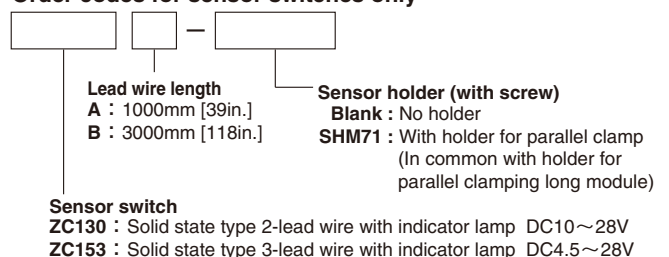 Order codes for sensor switches only
－
Lead wire length
A：1000mm [39in.]
B：3000mm [118in.]
Sensor holder (with screw)
Blank : No holder
SHM71 : With holder for parallel clamp
(In common with holder for
parallel clamping long module)
Sensor switch
ZC130：Solid state type 2-lead wire with indicator lamp DC10～28V
ZC153：Solid state type 3-lead wire with indicator lamp DC4.5～28V